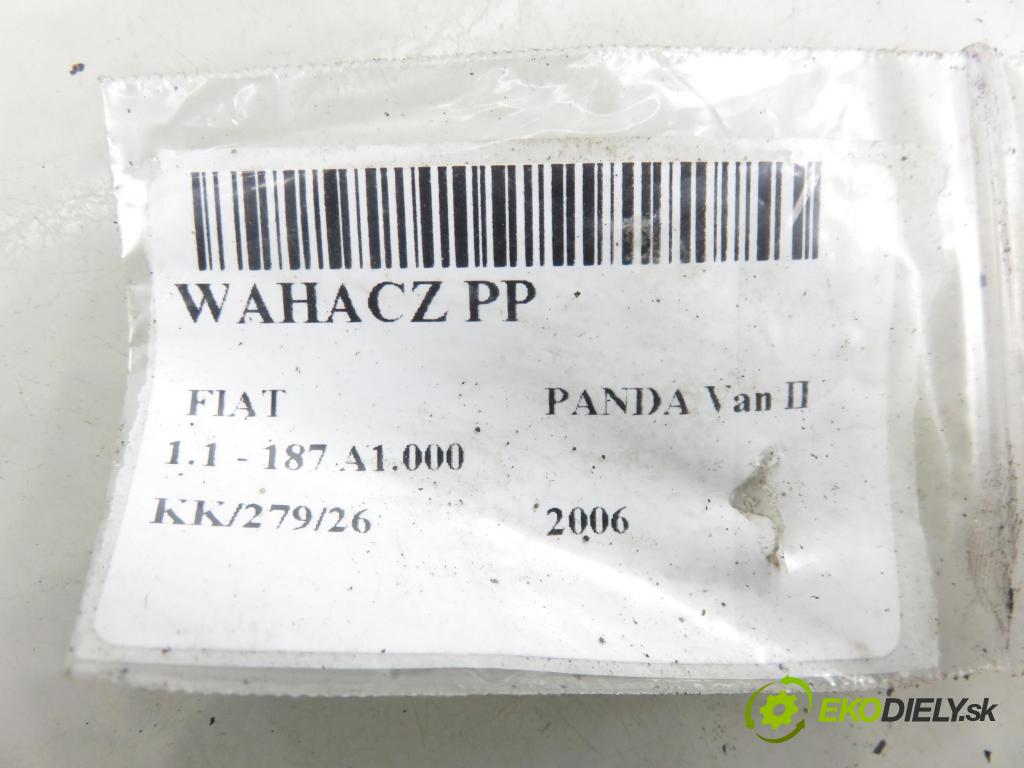 WAHACZ PP
FIAT PANDA Van II
1.1 - 187 A1.000
KK/279/26 2006
EKODIELY.sk